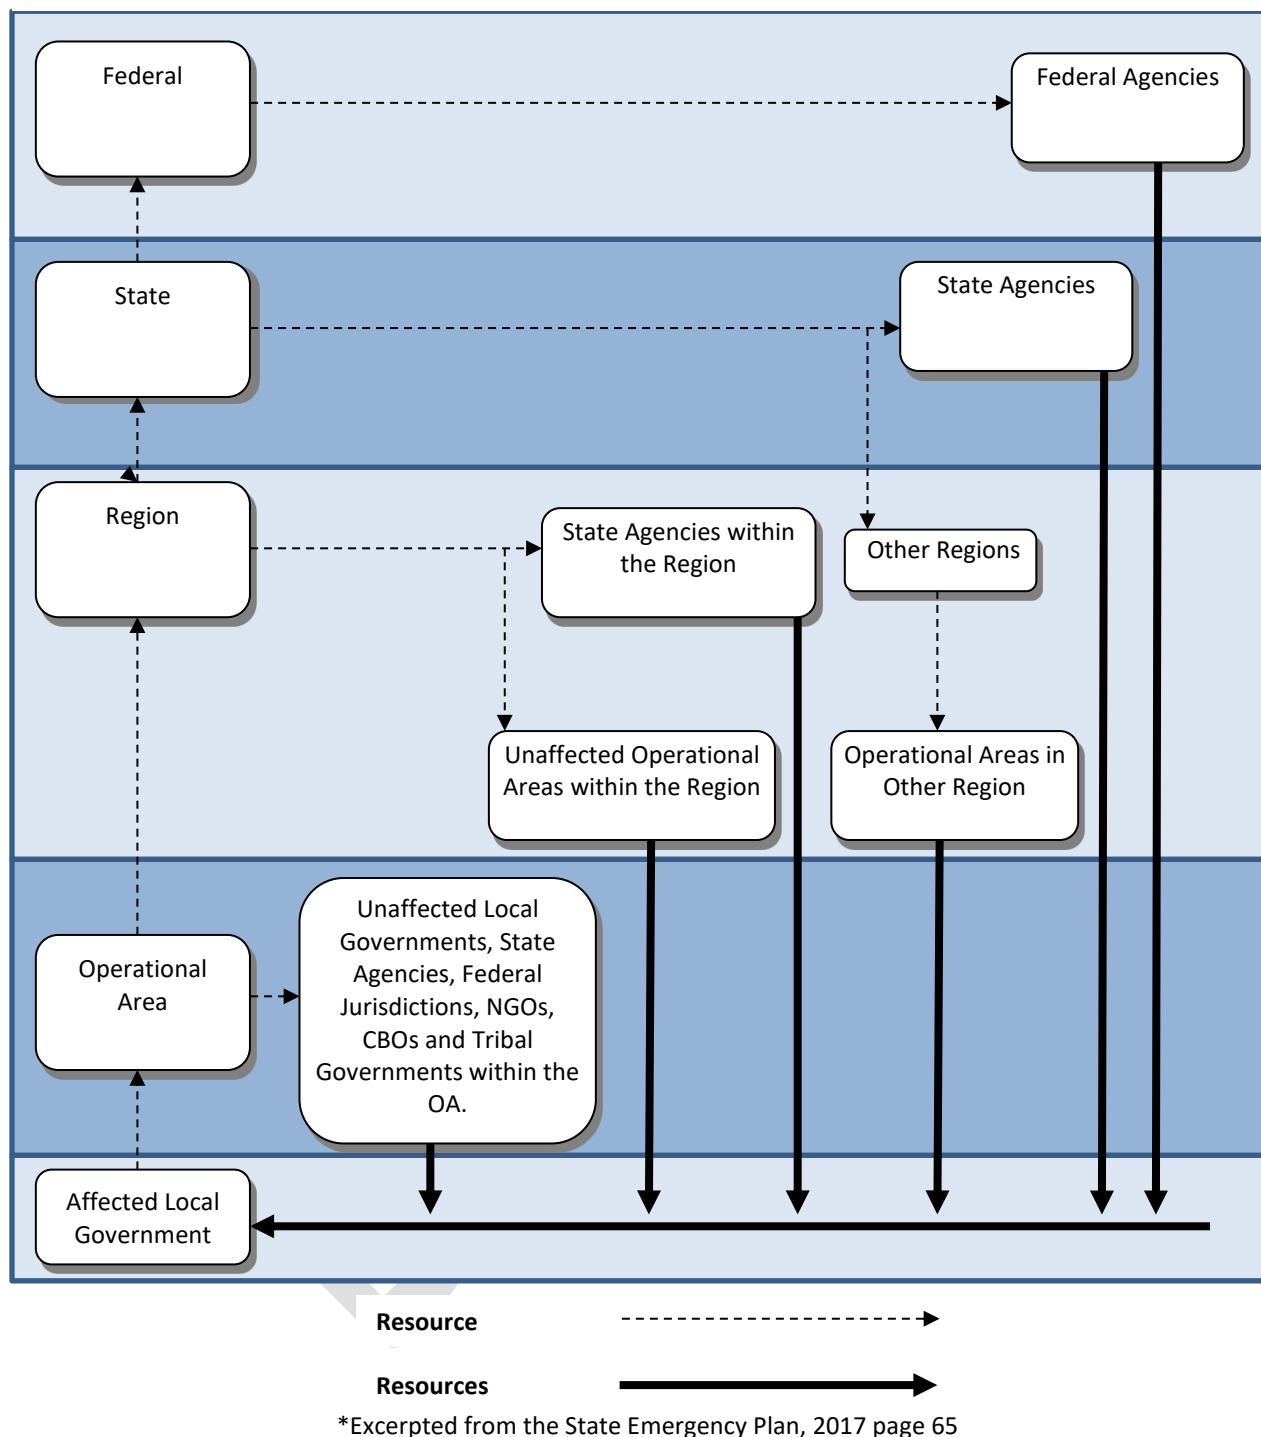 Federal
Federal Agencies
State
State Agencies
Region
State Agencies within
the Region
Other Regions
Unaffected Operational
Areas within the Region
Operational Areas in
Other Region
Operational
Area
Unaffected Local
Governments, State
Agencies, Federal
Jurisdictions, NGOs,
CBOs and Tribal
Governments within the
OA.
Affected Local
Government
Resource
Resources
*Excerpted from the State Emergency Plan, 2017 page 65